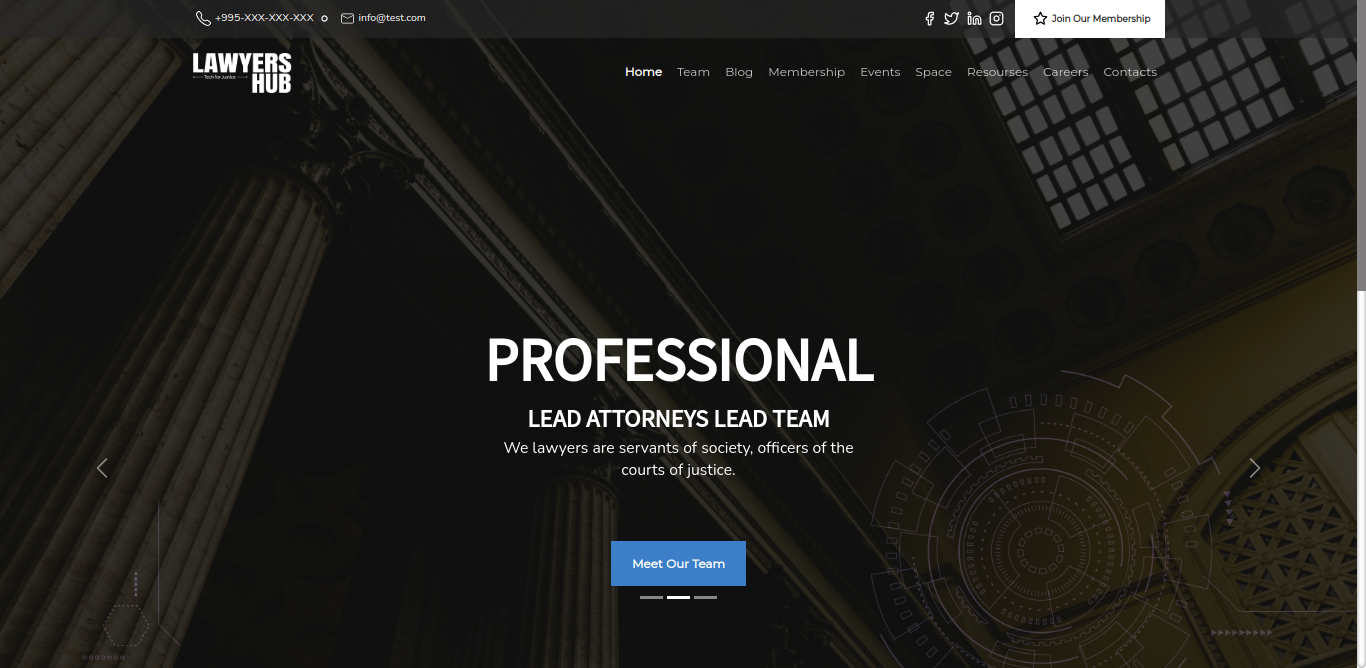 +995-XXX-XXX-XXX
info@test.com
Join Our Membership
LAWYERS
Tech for Justice
HUB
Home Team Blog Membership Events Space Resourses Careers Contacts
PROFESSIONAL
LEAD ATTORNEYS LEAD TEAM
We lawyers are servants of society, officers of the
courts of justice.
Meet Our Team